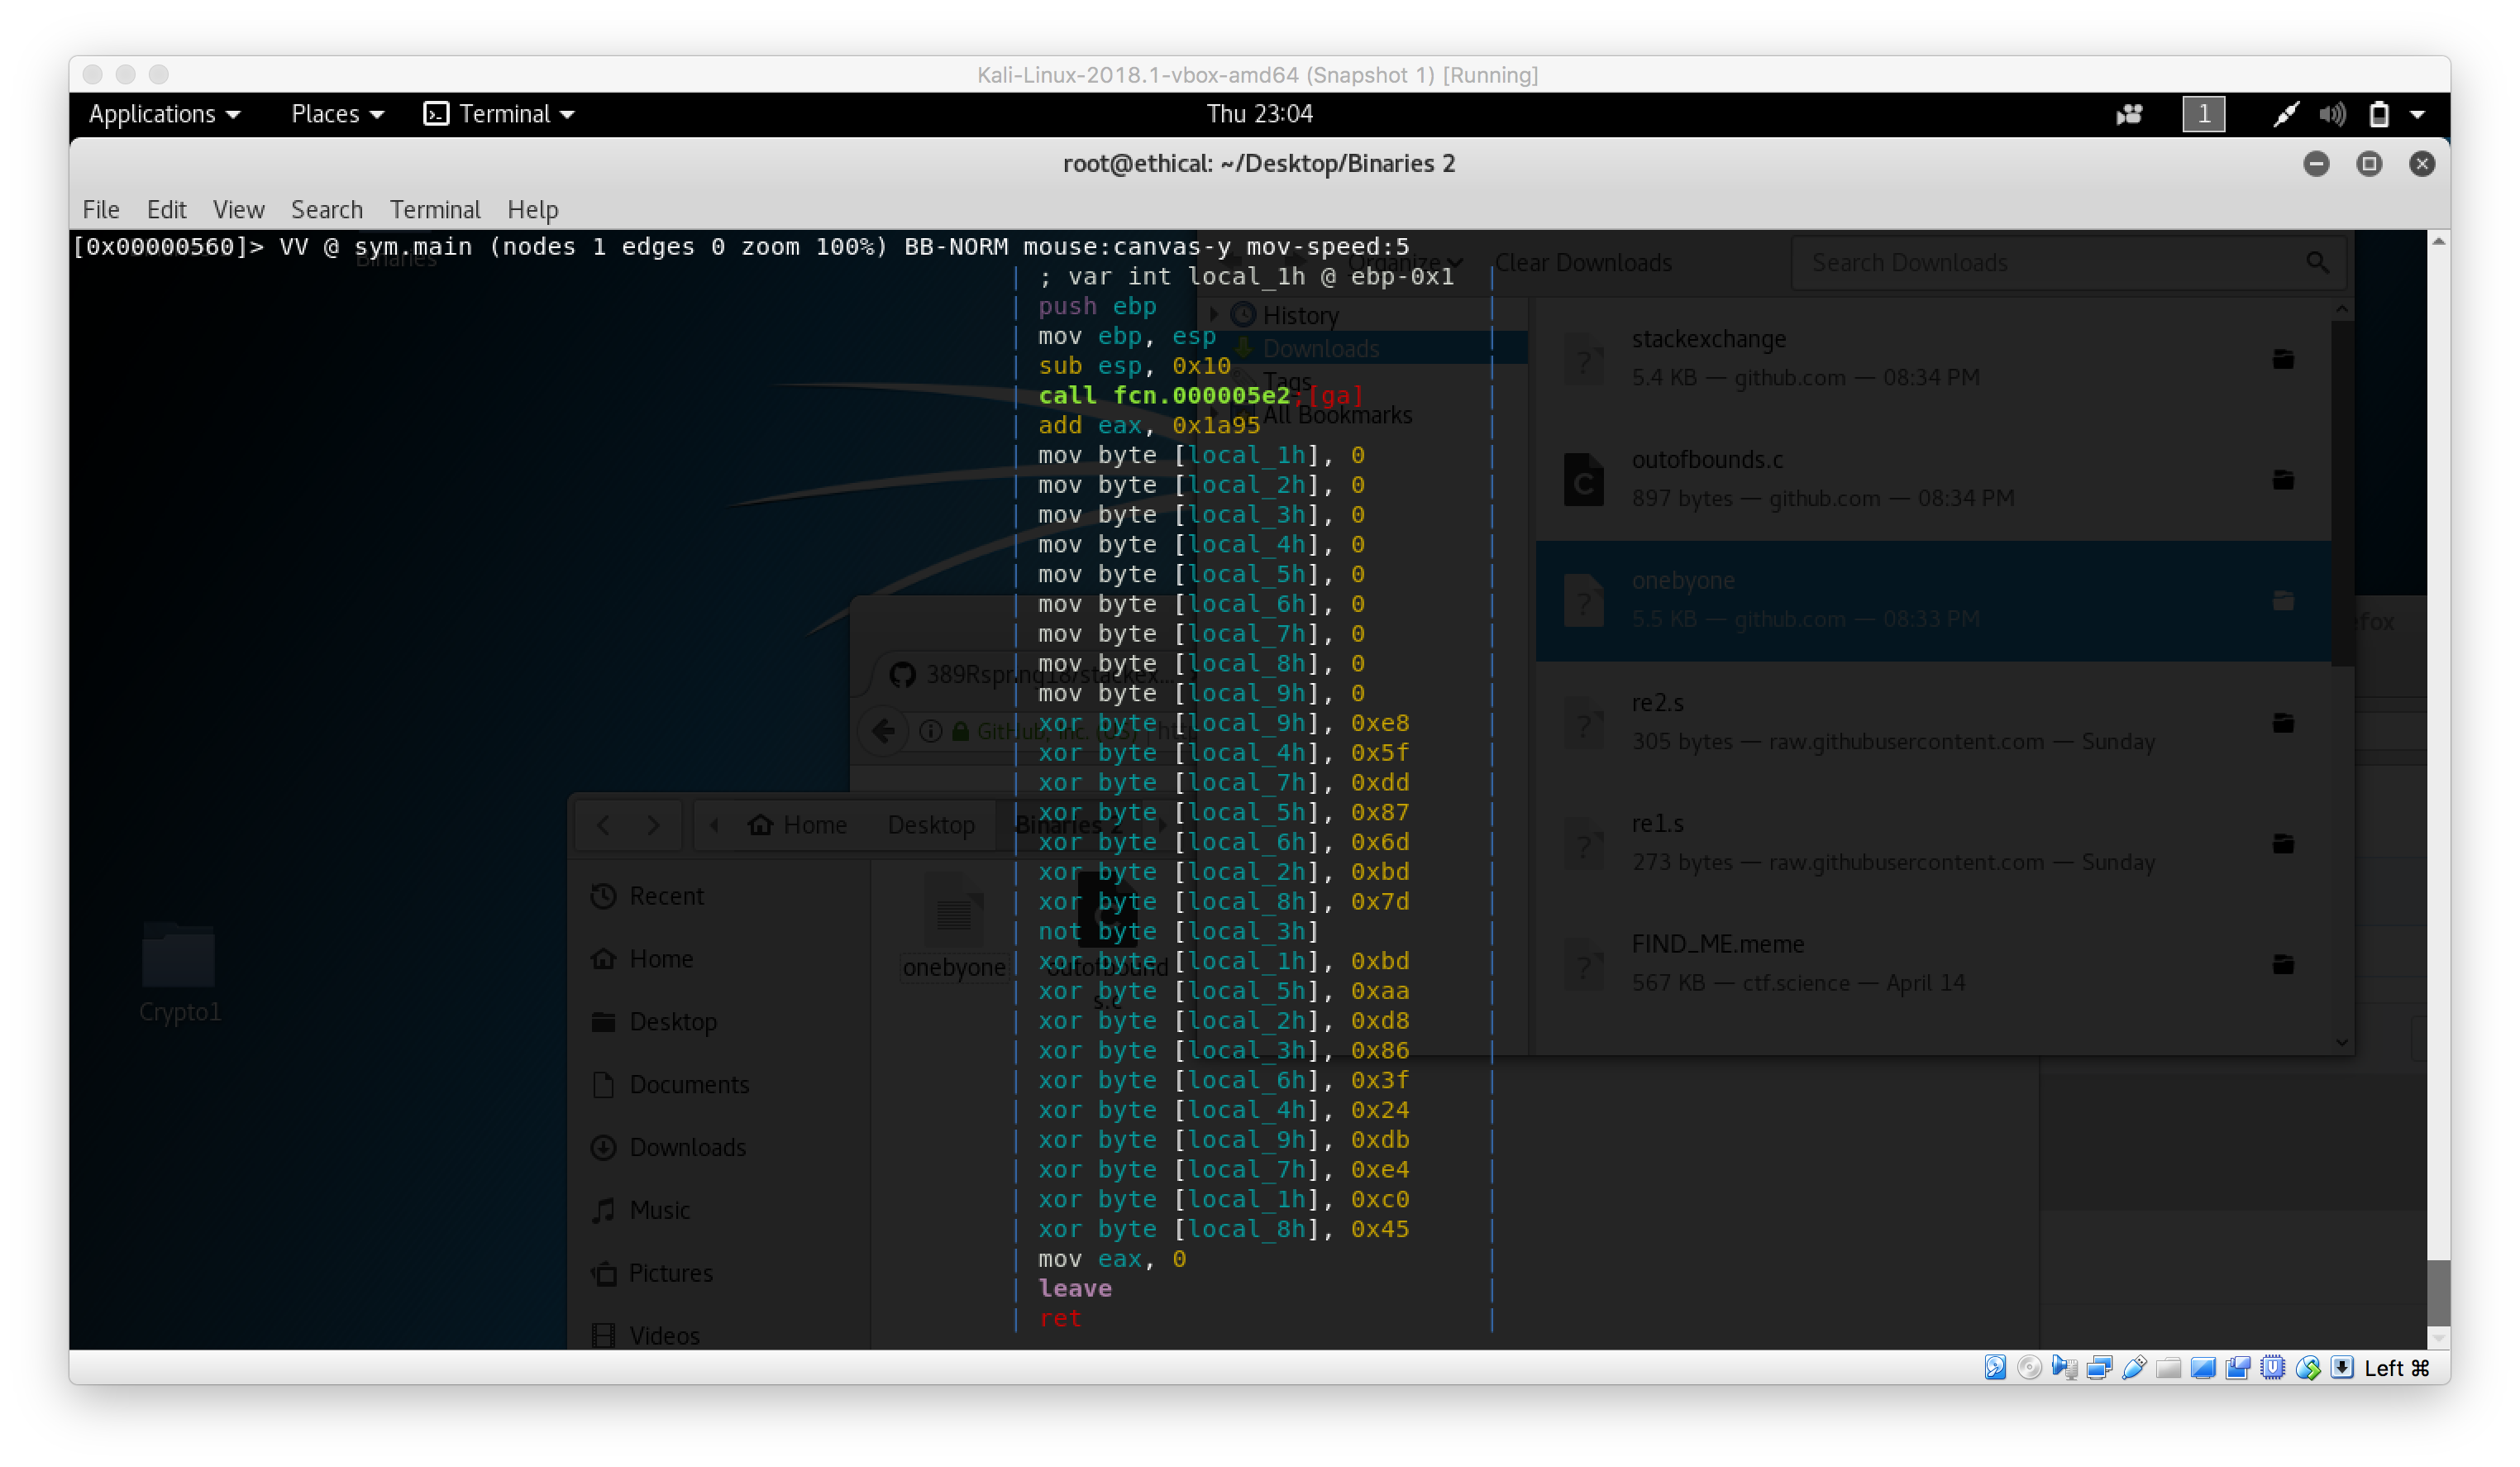 Kali-Linux-2018.1-vbox-amd64 (Snapshot 1) [Running]
Applications Places Terminal Thu 23:04 1
root@ethical: ~/Desktop/Binaries 2
File Edit View Search Terminal Help
[0x00000560]> VV @ sym.main (nodes 1 edges 0 zoom 100%) BB-NORM mouse:canvas-y mov-speed:5
; var int local_1h @ ebp-0x1
push ebp
mov ebp, esp
sub esp, 0x10
call fcn.000005e2;[ga]
add eax, 0x1a95
mov byte [local_1h], 0
mov byte [local_2h], 0
mov byte [local_3h], 0
mov byte [local_4h], 0
mov byte [local_5h], 0
mov byte [local_6h], 0
mov byte [local_7h], 0
mov byte [local_8h], 0
mov byte [local_9h], 0
xor byte [local_9h], 0xe8
xor byte [local_4h], 0x5f
xor byte [local_7h], 0xdd
xor byte [local_5h], 0x87
xor byte [local_6h], 0x6d
xor byte [local_2h], 0xbd
xor byte [local_8h], 0x7d
not byte [local_3h]
xor byte [local_1h], 0xbd
xor byte [local_5h], 0xaa
xor byte [local_2h], 0xd8
xor byte [local_3h], 0x86
xor byte [local_6h], 0x3f
xor byte [local_4h], 0x24
xor byte [local_9h], 0xdb
xor byte [local_7h], 0xe4
xor byte [local_1h], 0xc0
xor byte [local_8h], 0x45
mov eax, 0
leave
ret
Binaries
Organize Clear Downloads Search Downloads
History
Downloads
Tags
All Bookmarks
stackexchange
5.4 KB — github.com — 08:34 PM
outofbounds.c
897 bytes — github.com — 08:34 PM
onebyone
5.5 KB — github.com — 08:33 PM
re2.s
305 bytes — raw.githubusercontent.com — Sunday
re1.s
273 bytes — raw.githubusercontent.com — Sunday
FIND_ME.meme
567 KB — ctf.science — April 14
efox
389Rspring18/stackex...
GitHub, Inc. (US) http
Home Desktop Binaries 2
Recent
Home
Desktop
Documents
Downloads
Music
Pictures
Videos
onebyone
outofbound
s.c
Crypto1
Left ⌘